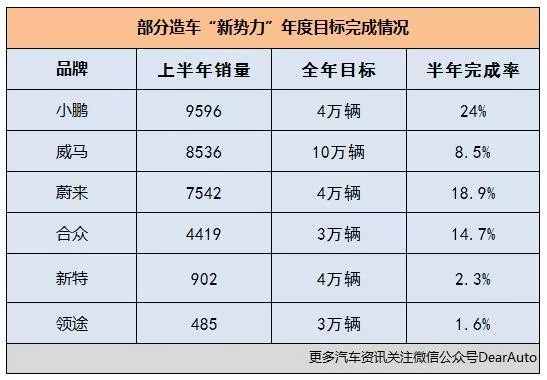 部分造车“新势力”年度目标完成情况
品牌 上半年销量 全年目标 半年完成率
小鹏 9596 4万辆 24%
威马 8536 10万辆 8.5%
蔚来 7542 4万辆 18.9%
合众 4419 3万辆 14.7%
新特 902 4万辆 2.3%
领途 485 3万辆 1.6%
更多汽车资讯关注微信公众号DearAuto